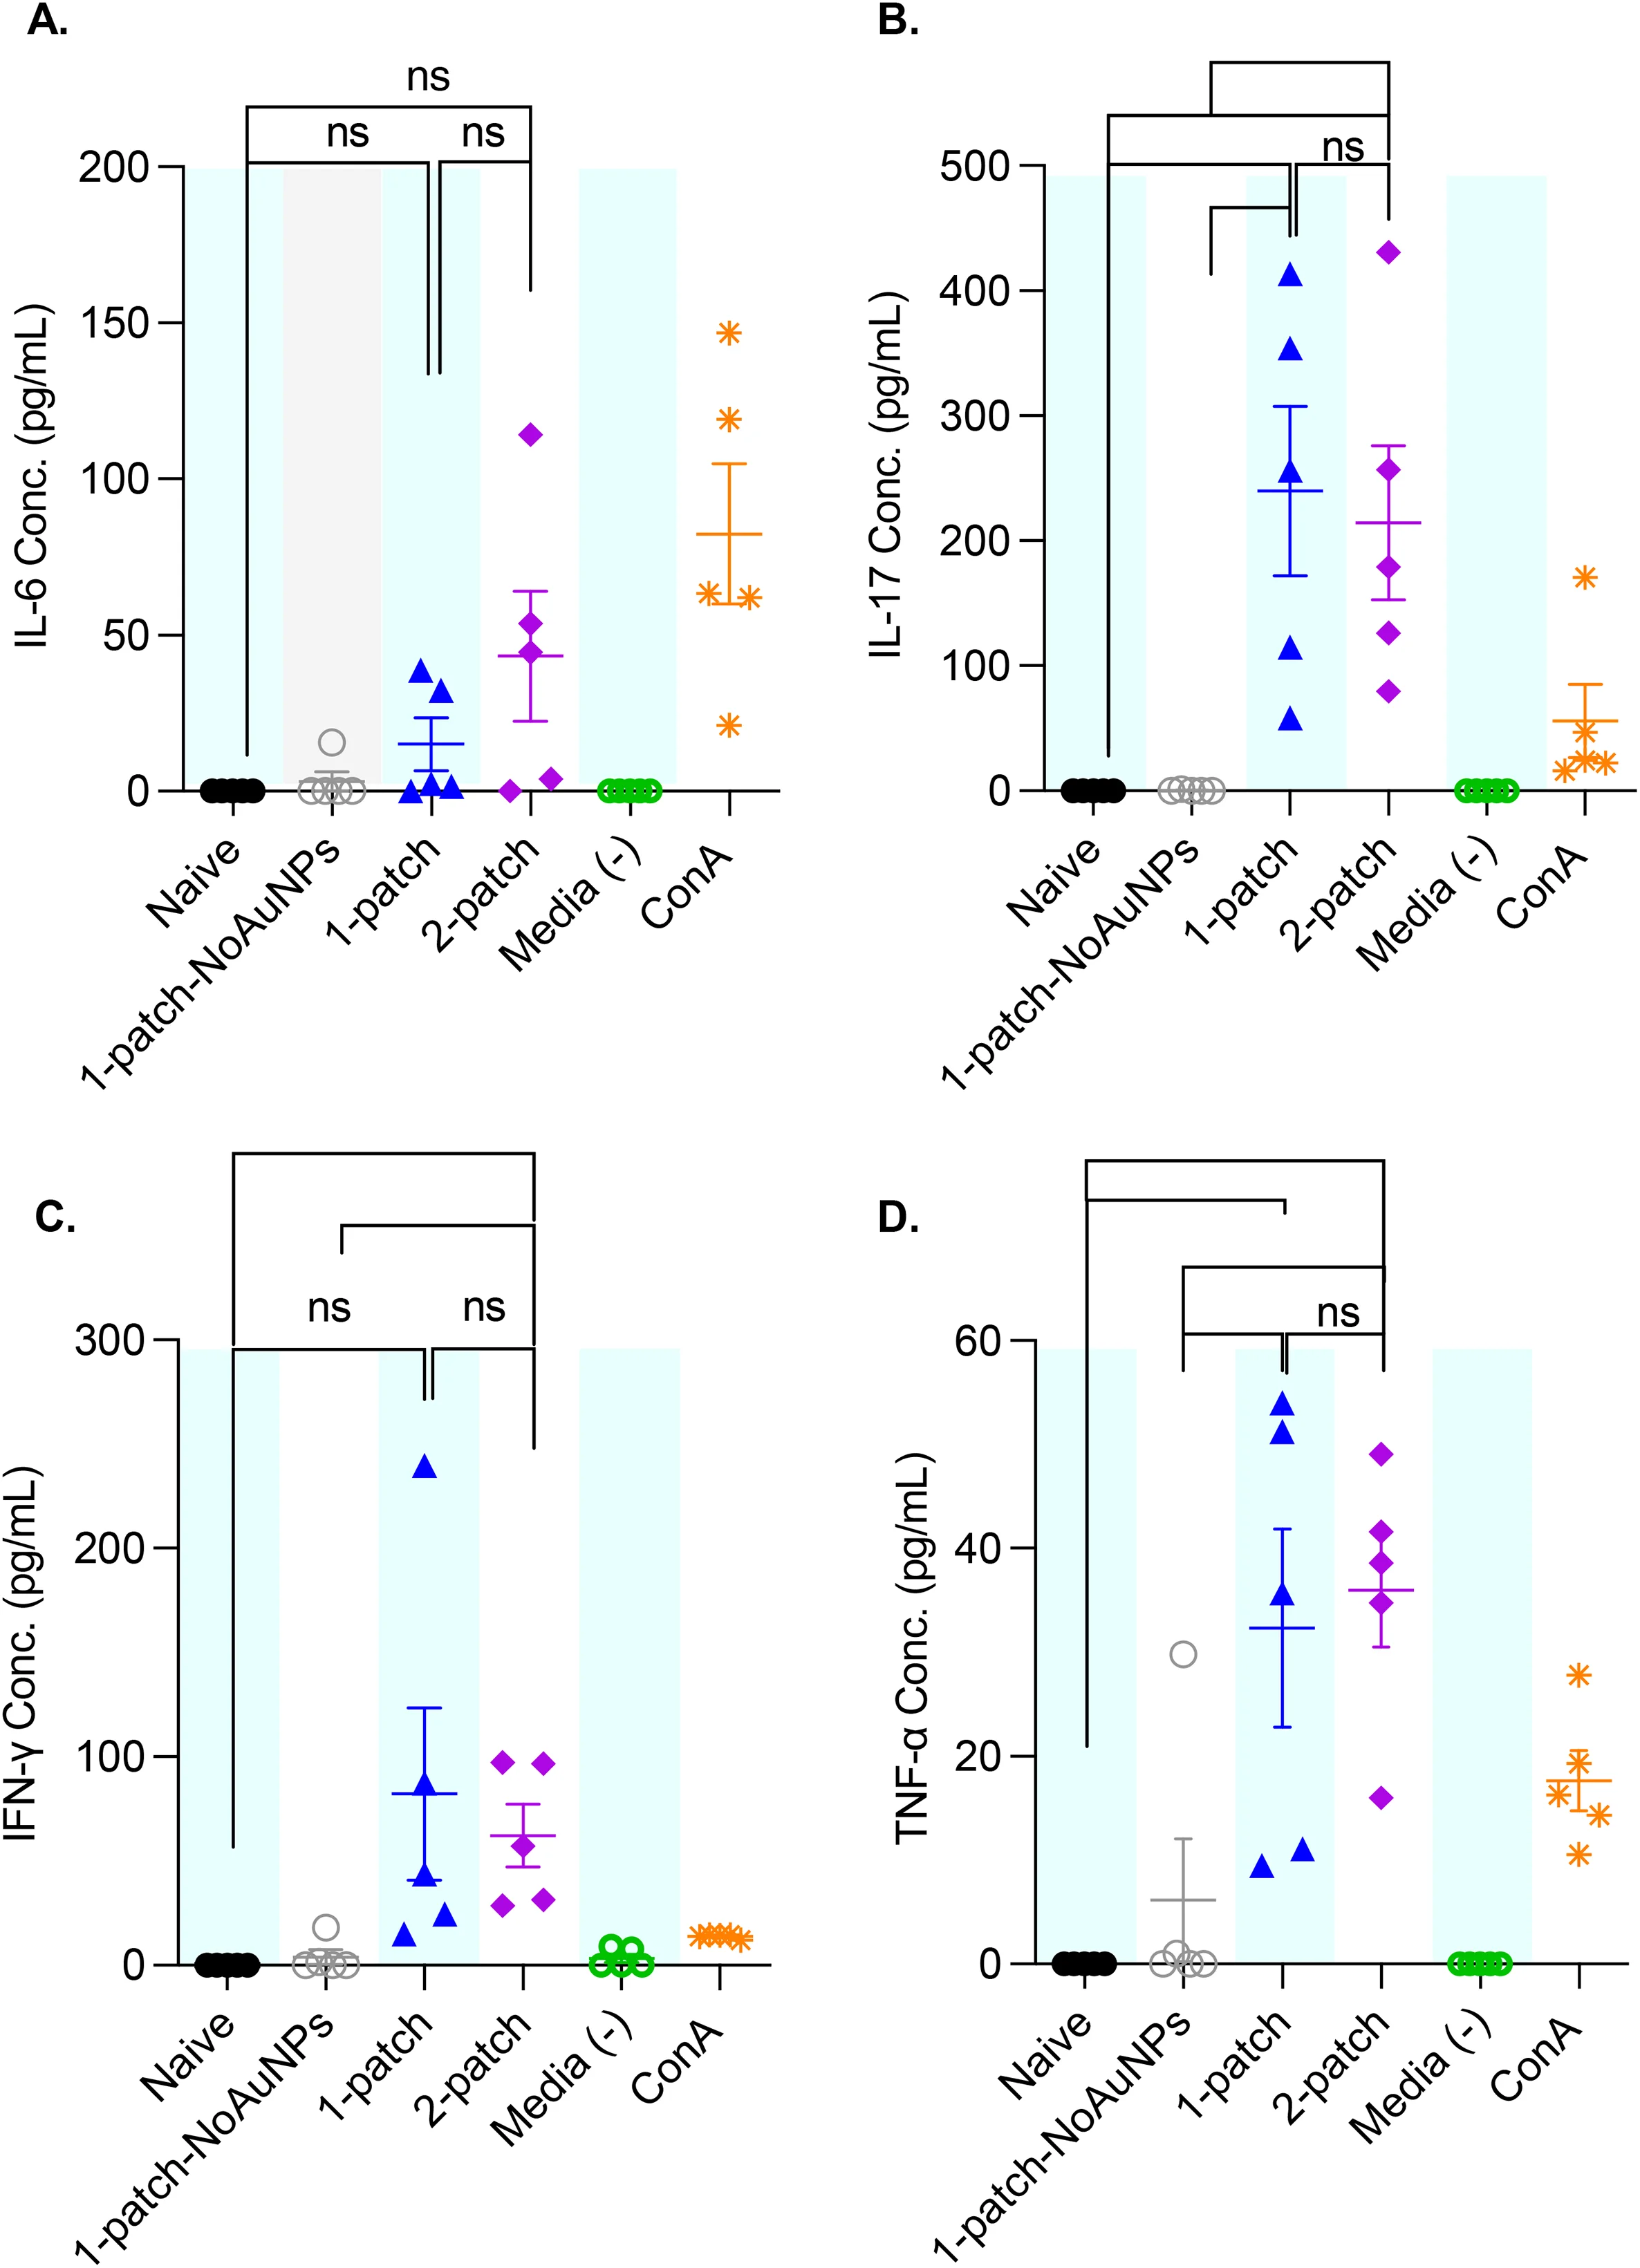 A.
ns
ns ns
200
150
100
50
0
IL-6 Conc. (pg/mL)
Naive
1-patch-NoAuNPs
1-patch
2-patch
Media (-)
ConA
B.
ns
500
400
300
200
100
0
IL-17 Conc. (pg/mL)
Naive
1-patch-NoAuNPs
1-patch
2-patch
Media (-)
ConA
C.
ns ns
300
200
100
0
IFN-γ Conc. (pg/mL)
Naive
1-patch-NoAuNPs
1-patch
2-patch
Media (-)
ConA
D.
ns
60
40
20
0
TNF-α Conc. (pg/mL)
Naive
1-patch-NoAuNPs
1-patch
2-patch
Media (-)
ConA